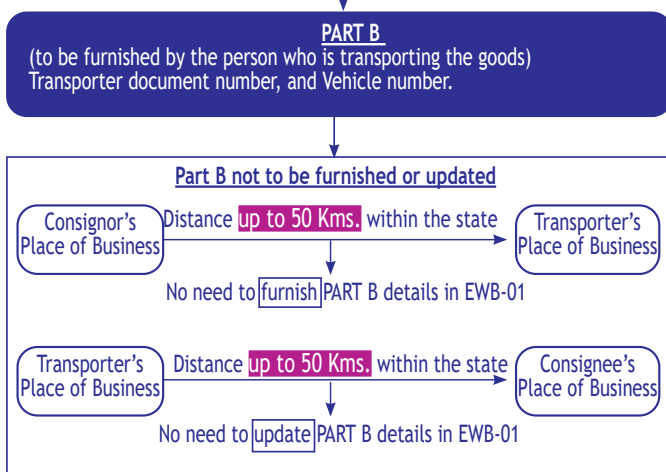 PART B
(to be furnished by the person who is transporting the goods)
Transporter document number, and Vehicle number.
Part B not to be furnished or updated
Consignor’s
Place of Business
Distance up to 50 Kms. within the state
Transporter’s
Place of Business
No need to furnish PART B details in EWB-01
Transporter’s
Place of Business
Distance up to 50 Kms. within the state
Consignee’s
Place of Business
No need to update PART B details in EWB-01